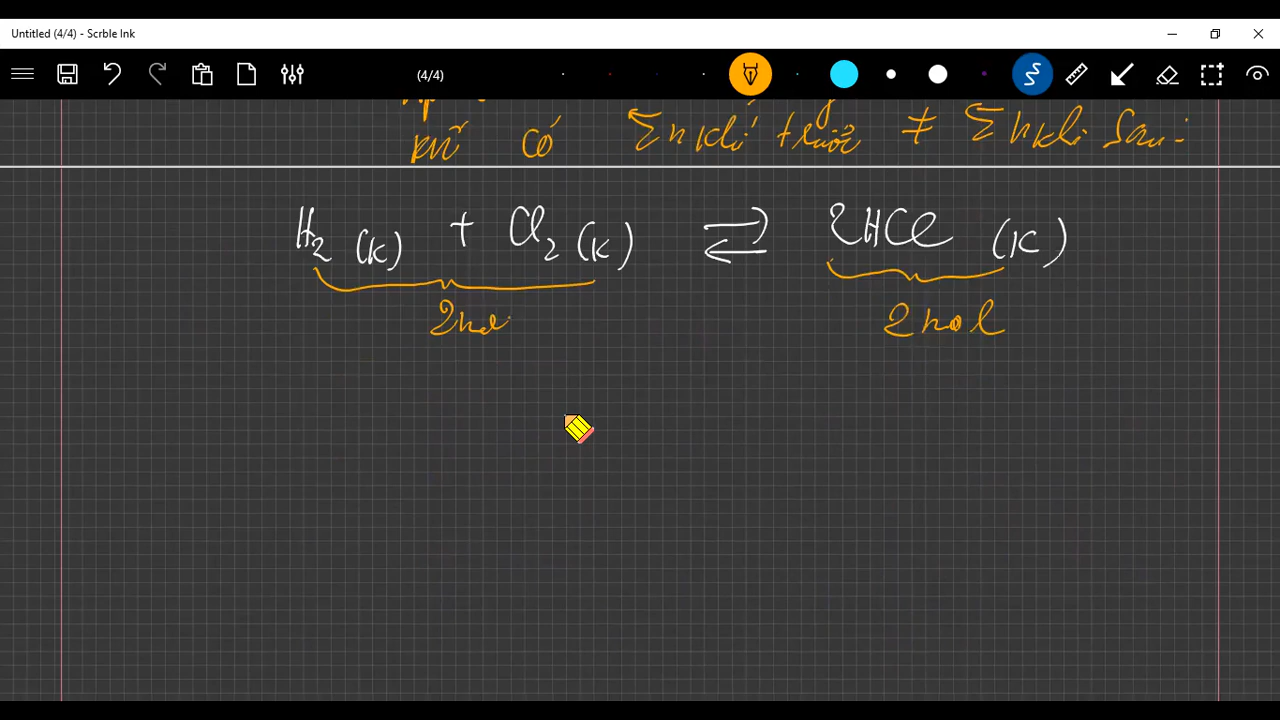 Untitled (4/4) - Scrble Ink
(4/4)
khi có Σn khí trước ≠ Σn khí sau.
H₂ (k) + Cl₂ (k) ⇄ 2HCl (k)
2mol 2mol